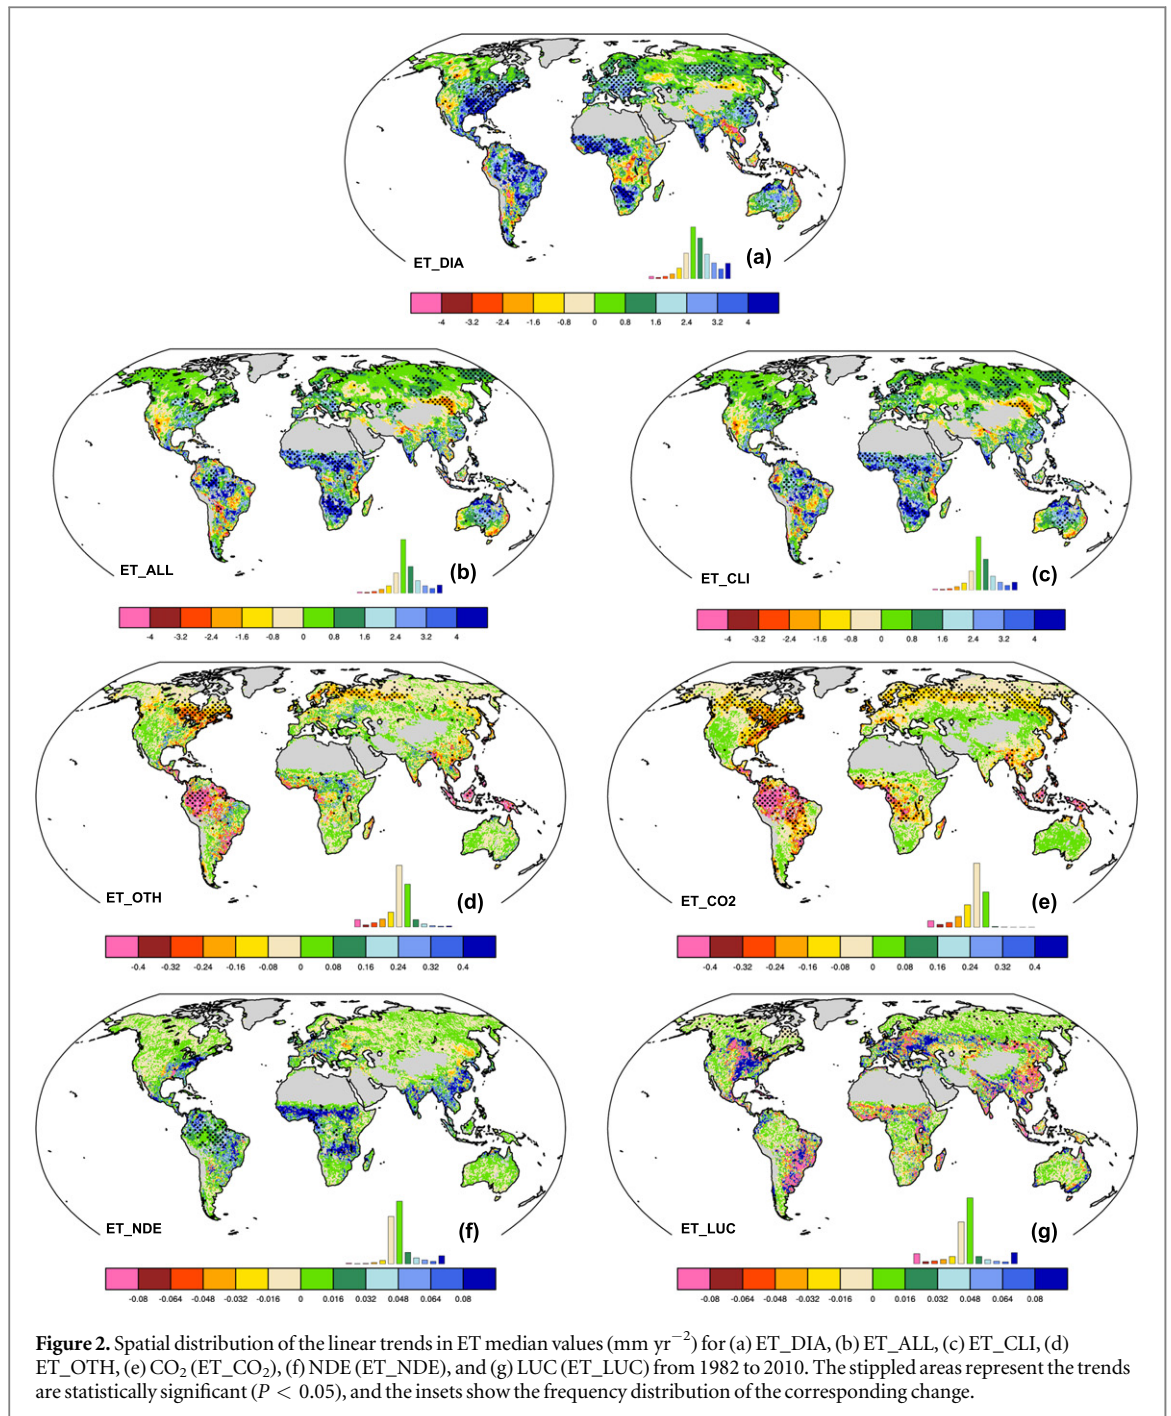 ET_DIA
(a)
-4 -3.2 -2.4 -1.6 -0.8 0 0.8 1.6 2.4 3.2 4
ET_ALL
(b)
-4 -3.2 -2.4 -1.6 -0.8 0 0.8 1.6 2.4 3.2 4
ET_CLI
(c)
-4 -3.2 -2.4 -1.6 -0.8 0 0.8 1.6 2.4 3.2 4
ET_OTH
(d)
-0.4 -0.32 -0.24 -0.16 -0.08 0 0.08 0.16 0.24 0.32 0.4
ET_CO2
(e)
-0.4 -0.32 -0.24 -0.16 -0.08 0 0.08 0.16 0.24 0.32 0.4
ET_NDE
(f)
-0.08 -0.064 -0.048 -0.032 -0.016 0 0.016 0.032 0.048 0.064 0.08
ET_LUC
(g)
-0.08 -0.064 -0.048 -0.032 -0.016 0 0.016 0.032 0.048 0.064 0.08
Figure 2. Spatial distribution of the linear trends in ET median values (mm yr−2) for (a) ET_DIA, (b) ET_ALL, (c) ET_CLI, (d)
ET_OTH, (e) CO2 (ET_CO2), (f) NDE (ET_NDE), and (g) LUC (ET_LUC) from 1982 to 2010. The stippled areas represent the trends
are statistically significant (P < 0.05), and the insets show the frequency distribution of the corresponding change.